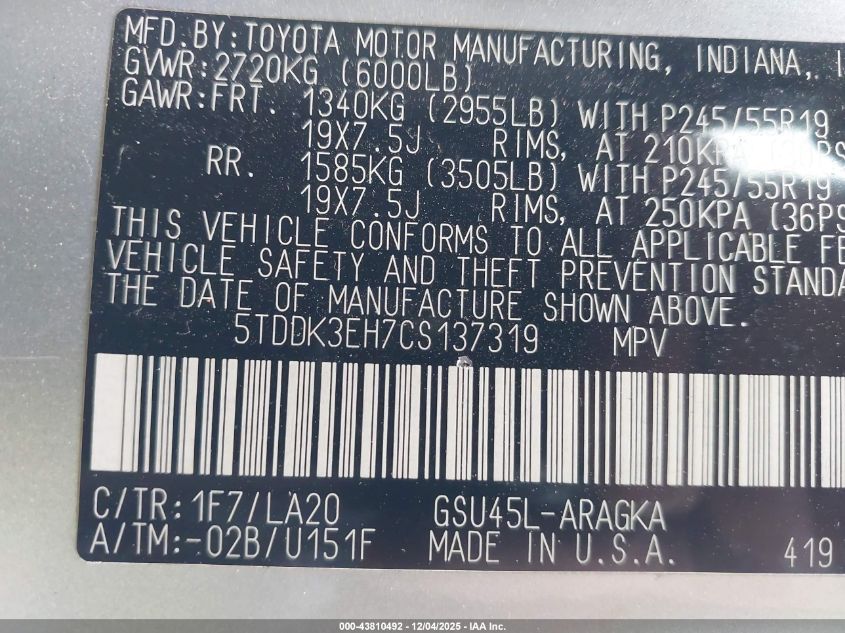 MFD.BY:TOYOTA MOTOR MANUFACTURING, INDIANA,
GVWR:2720KG (6000LB)
GAWR:FRT. 1340KG (2955LB) WITH P245/55R19
19X7.5J RIMS, AT 210KPA
RR. 1585KG (3505LB) WITH P245/55R19
19X7.5J RIMS, AT 250KPA (36PS
THIS VEHICLE CONFORMS TO ALL APPLICABLE FE
VEHICLE SAFETY AND THEFT PREVENTION STANDA
THE DATE OF MANUFACTURE SHOWN ABOVE.
5TDDK3EH7CS137319 MPV
C/TR:1F7/LA20 GSU45L-ARAGKA
A/TM:-02B/U151F MADE IN U.S.A. 419
000-43810492 - 12/04/2025 - IAA Inc.